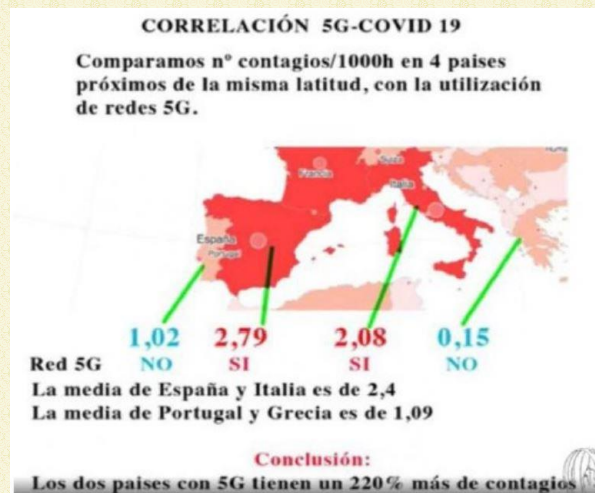 CORRELACIÓN 5G-COVID 19
Comparamos nº contagios/1000h en 4 paises
próximos de la misma latitud, con la utilización
de redes 5G.
Francia
Suiza
Italia
España
Portugal
1,02 2,79 2,08 0,15
Red 5G NO SI SI NO
La media de España y Italia es de 2,4
La media de Portugal y Grecia es de 1,09
Conclusión:
Los dos paises con 5G tienen un 220% más de contagios